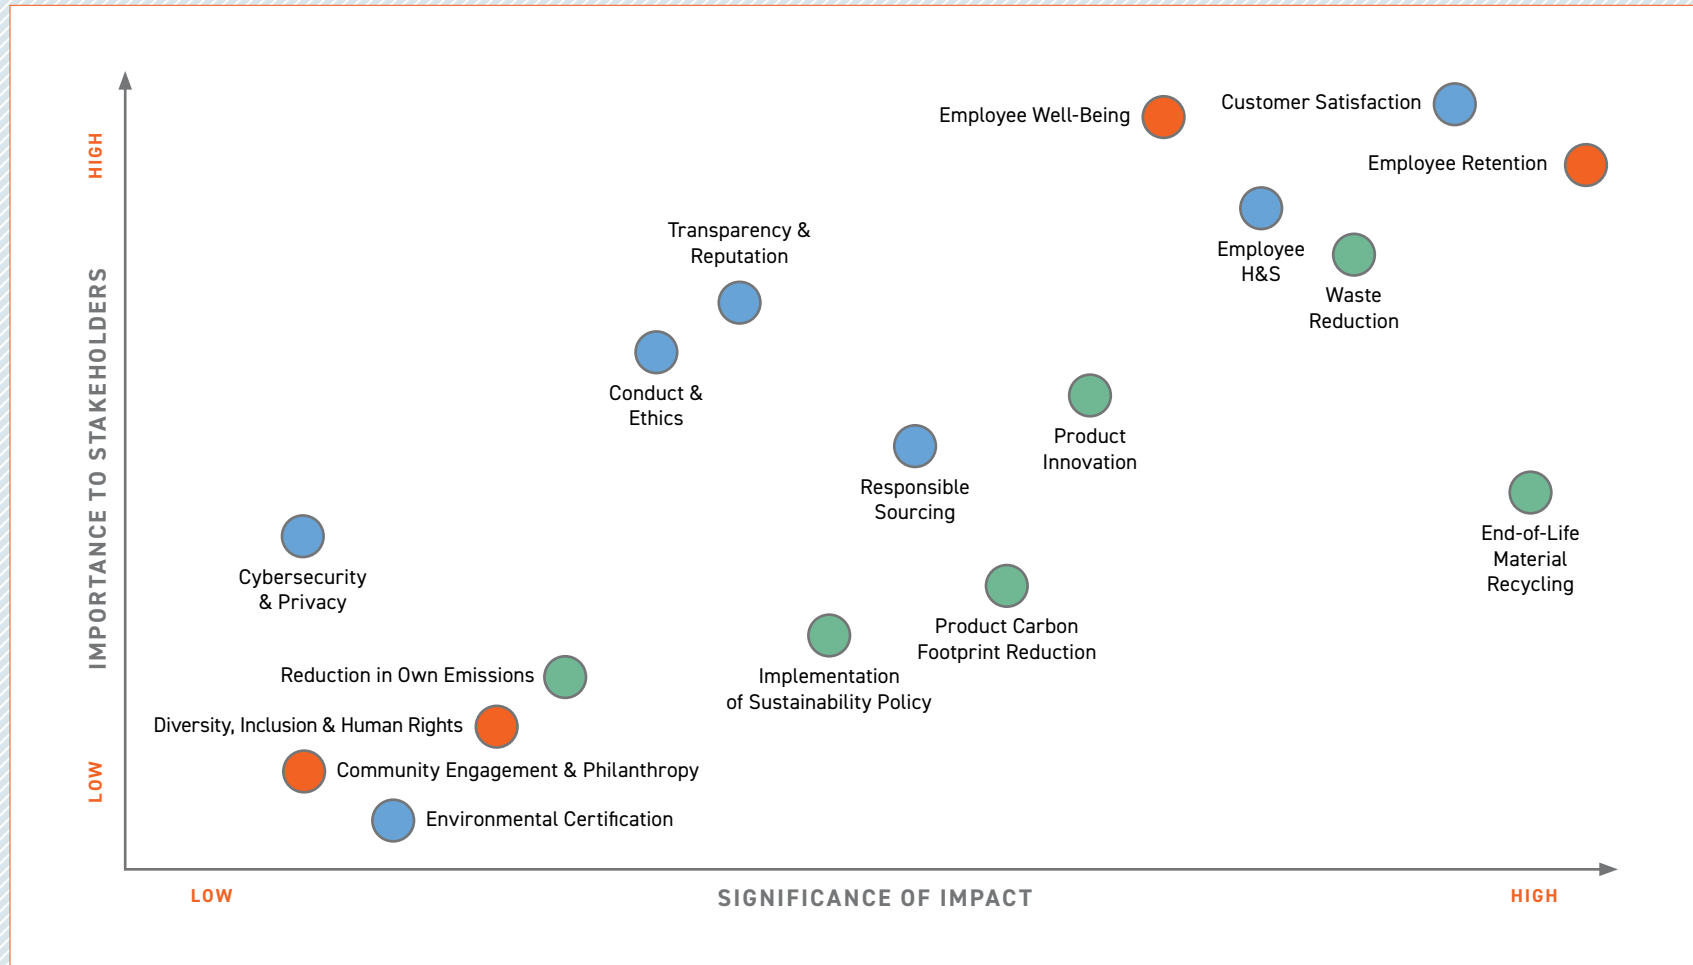 Customer Satisfaction
Employee Well-Being
HIGH
Employee Retention
Transparency &
Reputation
Employee
H&S
Waste
Reduction
Conduct &
Ethics
IMPORTANCE TO STAKEHOLDERS
Product
Innovation
Responsible
Sourcing
End-of-Life
Material
Recycling
Cybersecurity
& Privacy
Product Carbon
Footprint Reduction
Reduction in Own Emissions
Implementation
of Sustainability Policy
Diversity, Inclusion & Human Rights
LOW
Community Engagement & Philanthropy
Environmental Certification
LOW
SIGNIFICANCE OF IMPACT
HIGH